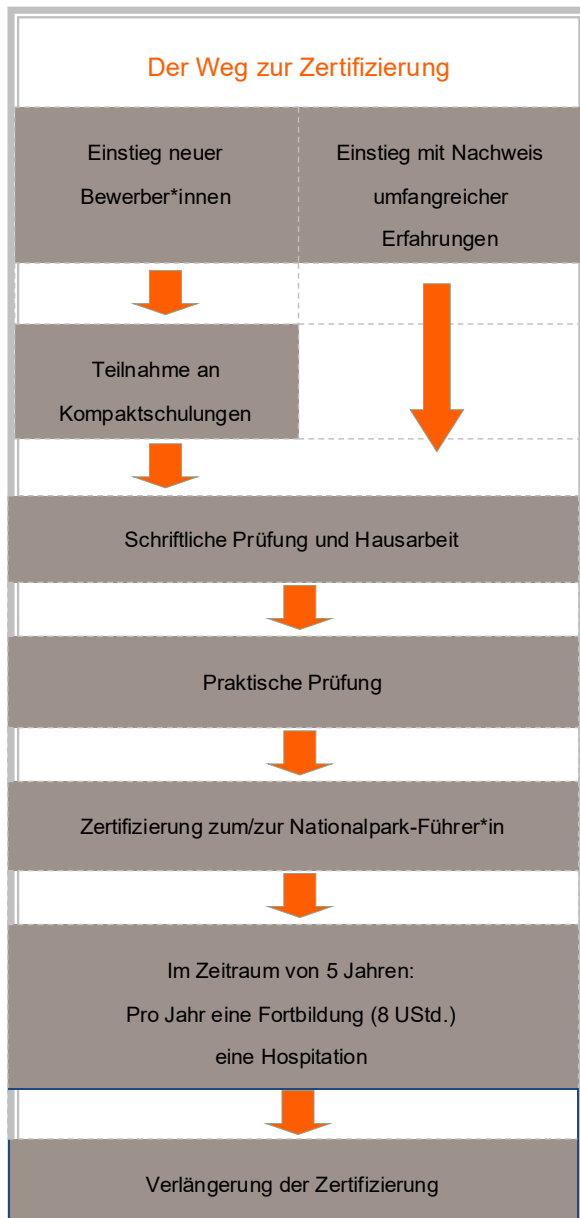 Der Weg zur Zertifizierung
Einstieg neuer
Bewerber*innen
Einstieg mit Nachweis
umfangreicher
Erfahrungen
Teilnahme an
Kompaktschulungen
Schriftliche Prüfung und Hausarbeit
Praktische Prüfung
Zertifizierung zum/zur Nationalpark-Führer*in
Im Zeitraum von 5 Jahren:
Pro Jahr eine Fortbildung (8 UStd.)
eine Hospitation
Verlängerung der Zertifizierung